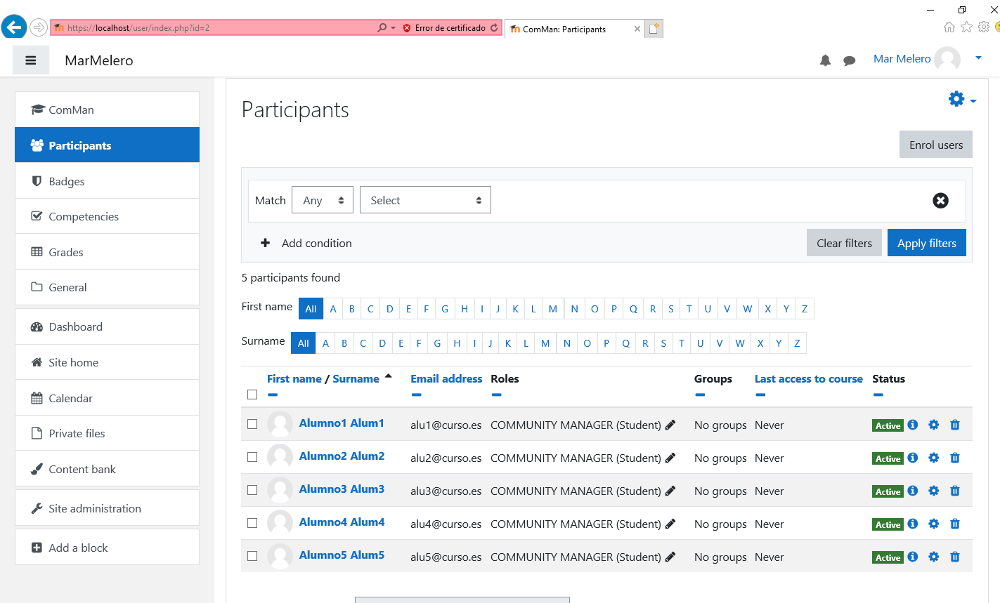 https://localhost/user/index.php?id=2
Error de certificado
ComMan: Participants
MarMelero
Mar Melero
ComMan
Participants
Badges
Competencies
Grades
General
Dashboard
Site home
Calendar
Private files
Content bank
Site administration
Add a block
Participants
Enrol users
Match Any Select
Add condition
Clear filters Apply filters
5 participants found
First name All A B C D E F G H I J K L M N O P Q R S T U V W X Y Z
Surname All A B C D E F G H I J K L M N O P Q R S T U V W X Y Z
First name / Surname Email address Roles Groups Last access to course Status
Alumno1 Alum1 alu1@curso.es COMMUNITY MANAGER (Student) No groups Never Active
Alumno2 Alum2 alu2@curso.es COMMUNITY MANAGER (Student) No groups Never Active
Alumno3 Alum3 alu3@curso.es COMMUNITY MANAGER (Student) No groups Never Active
Alumno4 Alum4 alu4@curso.es COMMUNITY MANAGER (Student) No groups Never Active
Alumno5 Alum5 alu5@curso.es COMMUNITY MANAGER (Student) No groups Never Active